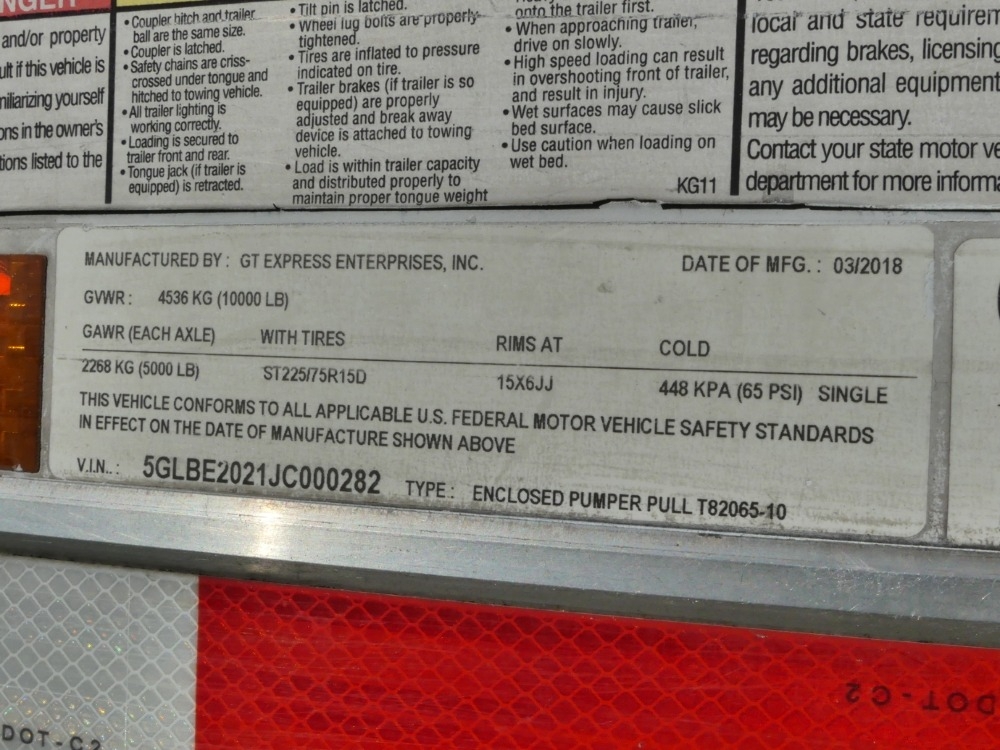 NGER
and/or property
ult if this vehicle is
miliarizing yourself
ons in the owner's
tions listed to the
• Coupler hitch and trailer
ball are the same size.
• Coupler is latched.
• Safety chains are criss-
crossed under tongue and
hitched to towing vehicle.
• All trailer lighting is
working correctly.
• Loading is secured to
trailer front and rear.
• Tongue jack (if trailer is
equipped) is retracted.
• Tilt pin is latched.
• Wheel lug bolts are properly
tightened.
• Tires are inflated to pressure
indicated on tire.
• Trailer brakes (if trailer is so
equipped) are properly
adjusted and break away
device is attached to towing
vehicle.
• Load is within trailer capacity
and distributed properly to
maintain proper tongue weight
onto the trailer first.
• When approaching trailer,
drive on slowly.
• High speed loading can result
in overshooting front of trailer,
and result in injury.
• Wet surfaces may cause slick
bed surface.
• Use caution when loading on
wet bed.
KG11
local and state requirem
regarding brakes, licensing
any additional equipment
may be necessary.
Contact your state motor ve
department for more informa
MANUFACTURED BY : GT EXPRESS ENTERPRISES, INC.
DATE OF MFG. : 03/2018
GVWR : 4536 KG (10000 LB)
GAWR (EACH AXLE) WITH TIRES RIMS AT COLD
2268 KG (5000 LB) ST225/75R15D 15X6JJ 448 KPA (65 PSI) SINGLE
THIS VEHICLE CONFORMS TO ALL APPLICABLE U.S. FEDERAL MOTOR VEHICLE SAFETY STANDARDS
IN EFFECT ON THE DATE OF MANUFACTURE SHOWN ABOVE
V.I.N.. : 5GLBE2021JC000282 TYPE : ENCLOSED PUMPER PULL T82065-10
DOT-C2
DOT-C2